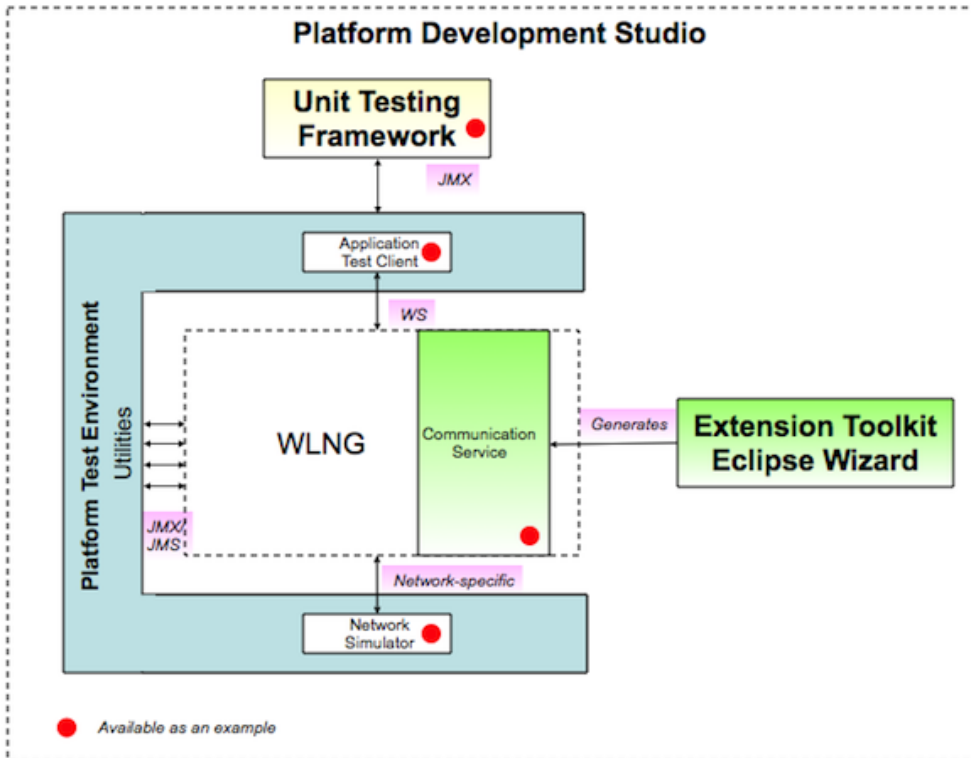 Platform Development Studio
Unit Testing
Framework
JMX
Application
Test Client
WS
Platform Test Environment
Utilities
WLNG
Communication
Service
Generates
Extension Toolkit
Eclipse Wizard
JMX/
JMS
Network-specific
Network
Simulator
Available as an example